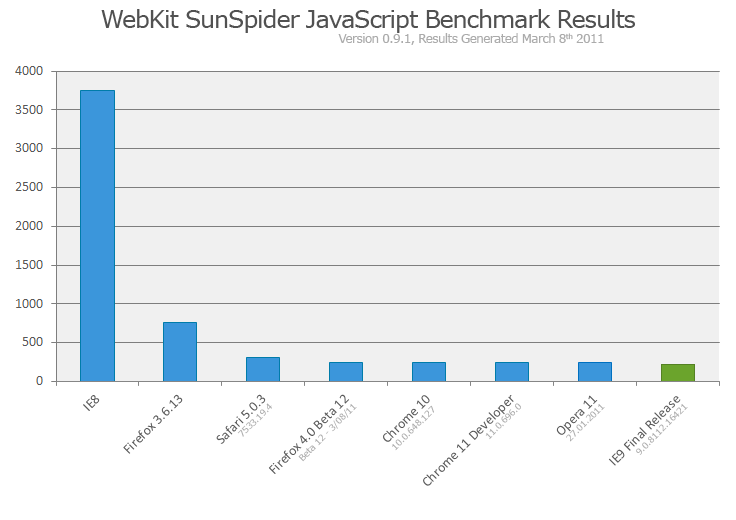 WebKit SunSpider JavaScript Benchmark Results
Version 0.9.1, Results Generated March 8th 2011
4000
3500
3000
2500
2000
1500
1000
500
0
IE8
Firefox 3.6.13
Safari 5.0.3
7533.19.4
Firefox 4.0 Beta 12
Beta 12 - 3/08/11
Chrome 10
10.0.648.127
Chrome 11 Developer
11.0.696.0
Opera 11
27.01.2011
IE9 Final Release
9.0.8112.16421